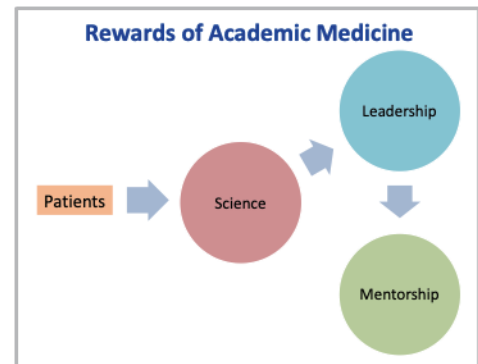 Rewards of Academic Medicine
Patients
Science
Leadership
Mentorship